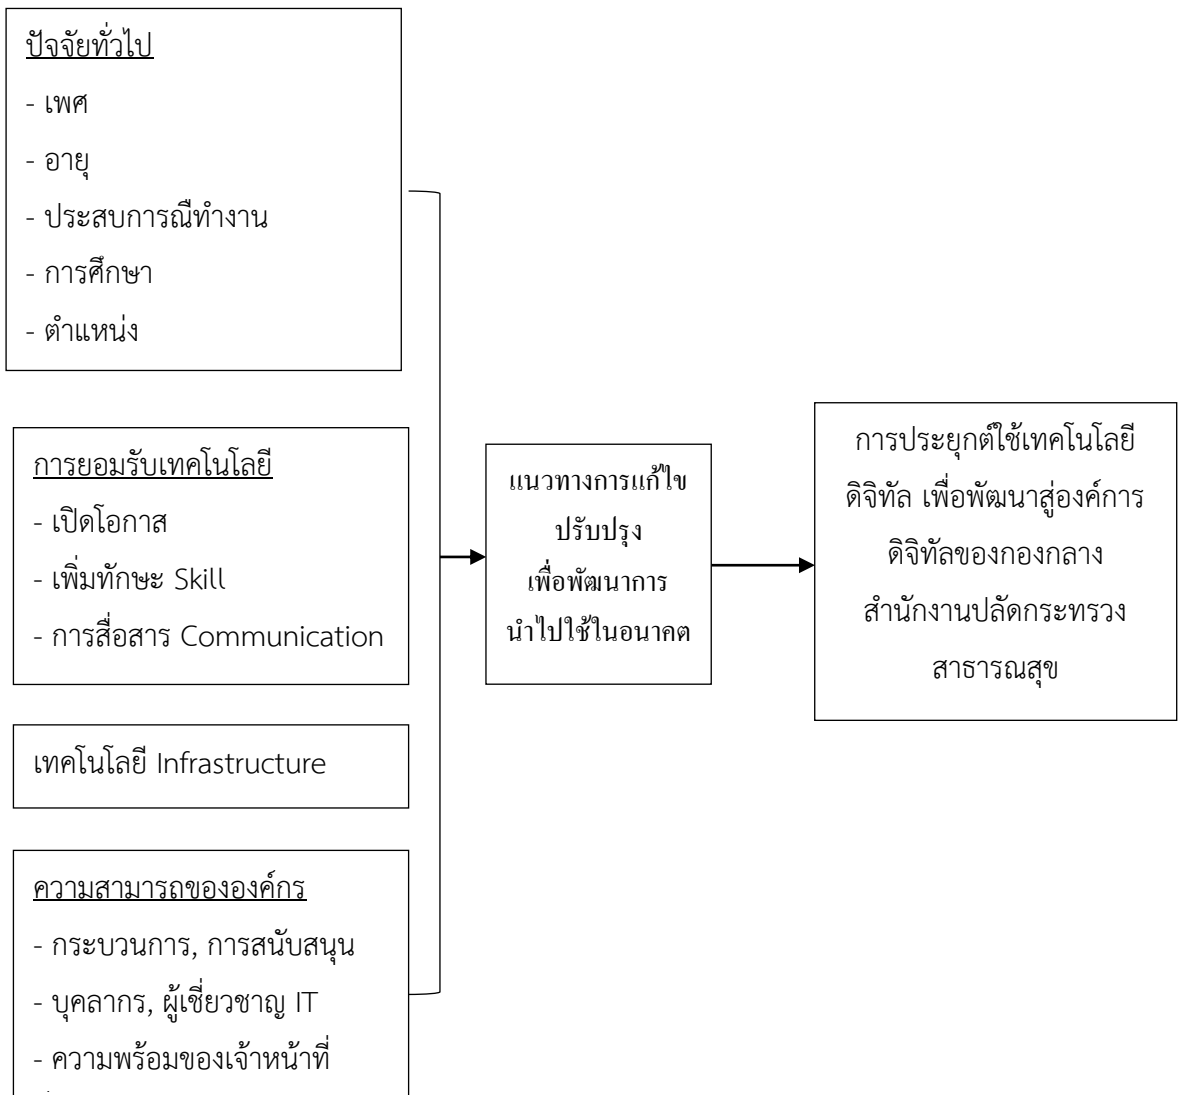 ปัจจัยทั่วไป
- เพศ
- อายุ
- ประสบการณืทำงาน
- การศึกษา
- ตำแหน่ง
การยอมรับเทคโนโลยี
- เปิดโอกาส
- เพิ่มทักษะ Skill
- การสื่อสาร Communication
เทคโนโลยี Infrastructure
ความสามารถขององค์กร
- กระบวนการ, การสนับสนุน
- บุคลากร, ผู้เชี่ยวชาญ IT
- ความพร้อมของเจ้าหน้าที่
แนวทางการแก้ไข
ปรับปรุง
เพื่อพัฒนาการ
นำไปใช้ในอนาคต
การประยุกต์ใช้เทคโนโลยี
ดิจิทัล เพื่อพัฒนาสู่องค์การ
ดิจิทัลของกองกลาง
สำนักงานปลัดกระทรวง
สาธารณสุข